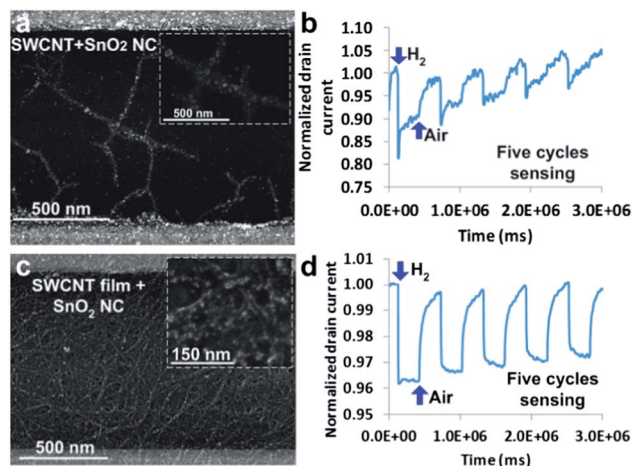 a
SWCNT+SnO2 NC
500 nm
500 nm
b
Normalized drain
current
1.10
1.05
1.00
0.95
0.90
0.85
0.80
0.75
H2
Air
Five cycles
sensing
0.0E+00 1.0E+06 2.0E+06 3.0E+06
Time (ms)
c
SWCNT film +
SnO2 NC
150 nm
500 nm
d
Normalized drain current
1.01
1.00
0.99
0.98
0.97
0.96
0.95
H2
Air
Five cycles
sensing
0.0E+00 1.0E+06 2.0E+06 3.0E+06
Time (ms)